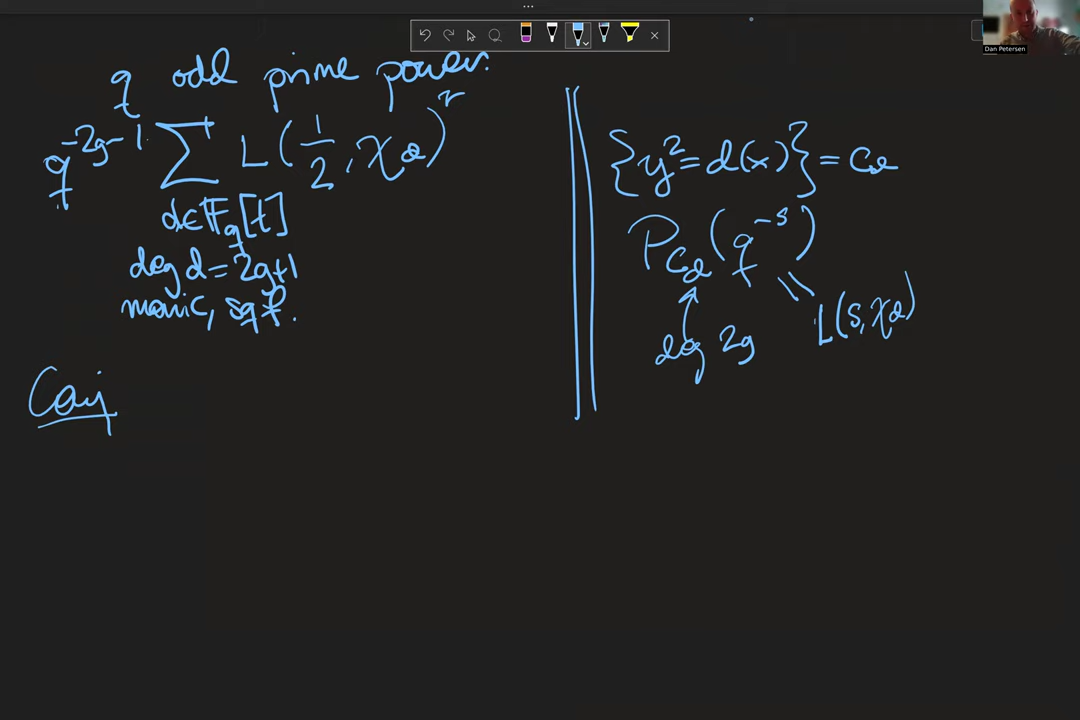 q odd prime power.
q^{-2g-1} ∑ L(1/2, χ_d)^r
d∈𝔽_q[t]
deg d = 2g+1
monic, sqf.
Conj
{y² = d(x)} = C_d
P_{C_d}(q^{-s})
deg 2g
= L(s, χ_d)
Dan Petersen